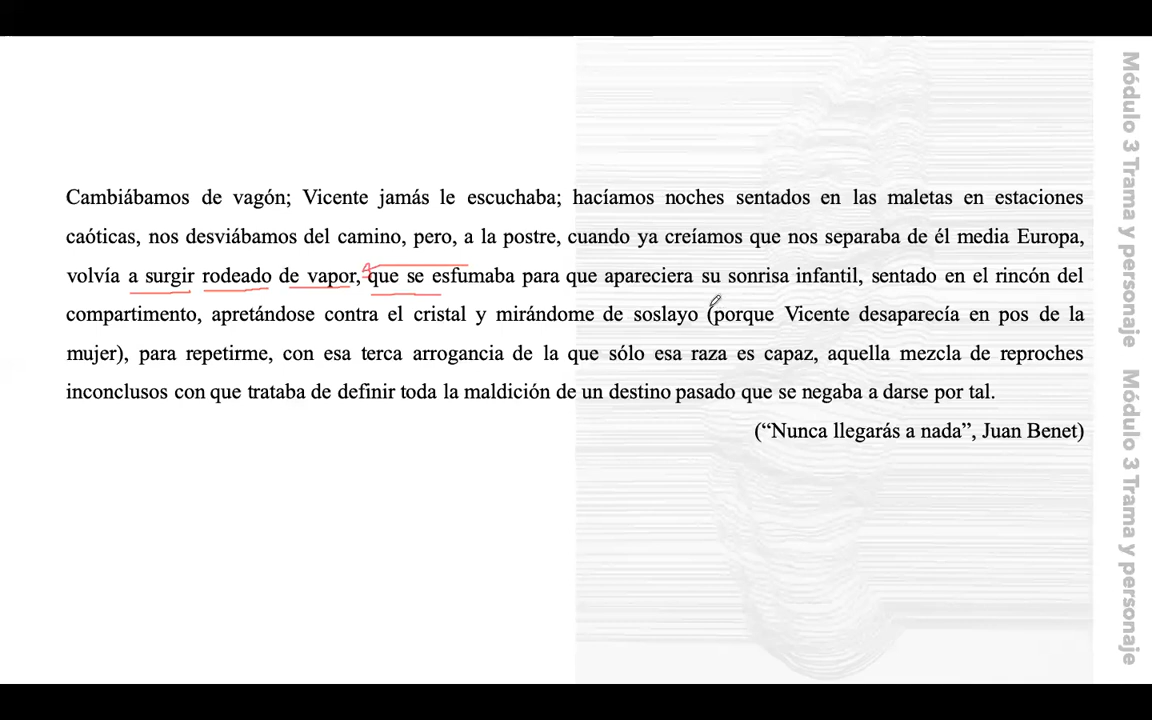 Cambiábamos de vagón; Vicente jamás le escuchaba; hacíamos noches sentados en las maletas en estaciones
caóticas, nos desviábamos del camino, pero, a la postre, cuando ya creíamos que nos separaba de él media Europa,
volvía a surgir rodeado de vapor, que se esfumaba para que apareciera su sonrisa infantil, sentado en el rincón del
compartimento, apretándose contra el cristal y mirándome de soslayo (porque Vicente desaparecía en pos de la
mujer), para repetirme, con esa terca arrogancia de la que sólo esa raza es capaz, aquella mezcla de reproches
inconclusos con que trataba de definir toda la maldición de un destino pasado que se negaba a darse por tal.
(“Nunca llegarás a nada”, Juan Benet)
Módulo 3 Trama y personaje
Módulo 3 Trama y personaje